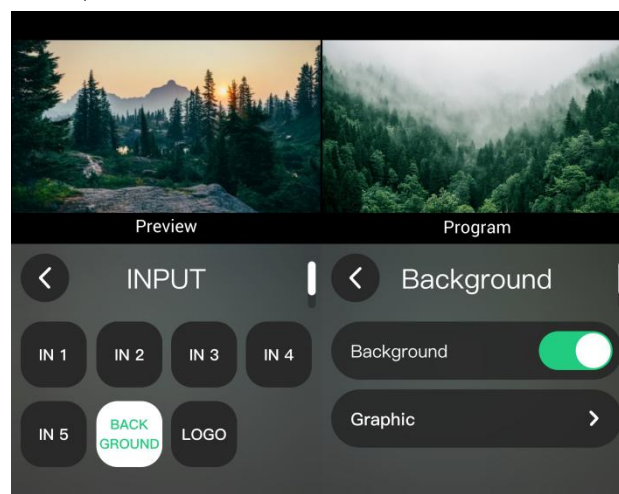 Preview
Program
INPUT
Background
IN 1
IN 2
IN 3
IN 4
Background
IN 5
BACK
GROUND
LOGO
Graphic